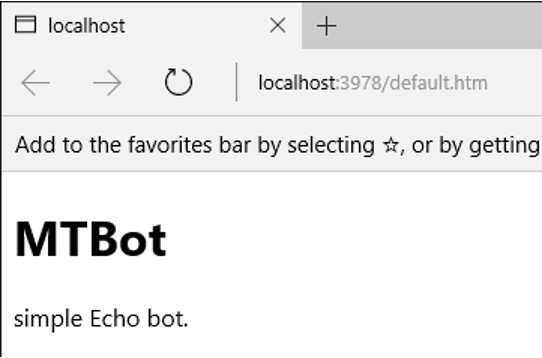 localhost
localhost:3978/default.htm
Add to the favorites bar by selecting ☆, or by getting
MTBot
simple Echo bot.